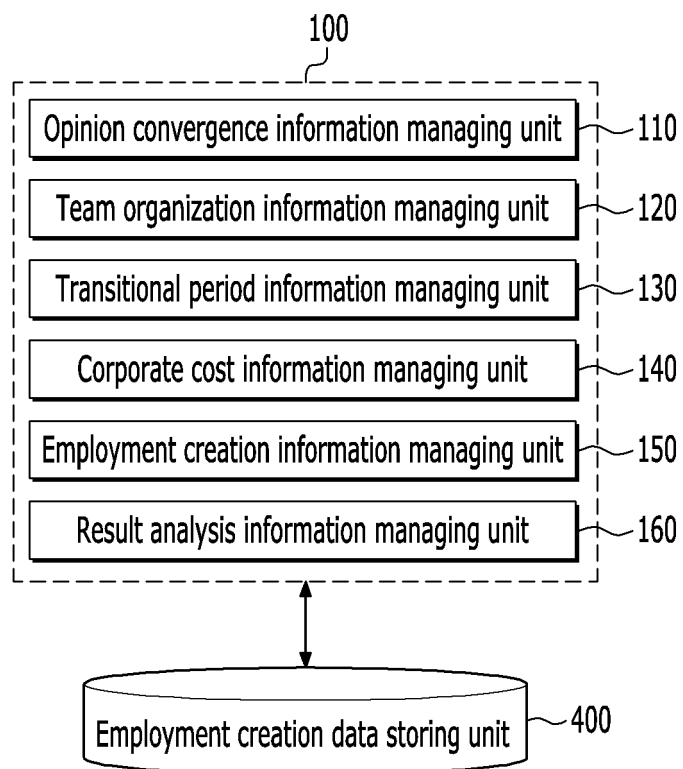 100
Opinion convergence information managing unit 110
Team organization information managing unit 120
Transitional period information managing unit 130
Corporate cost information managing unit 140
Employment creation information managing unit 150
Result analysis information managing unit 160
Employment creation data storing unit 400